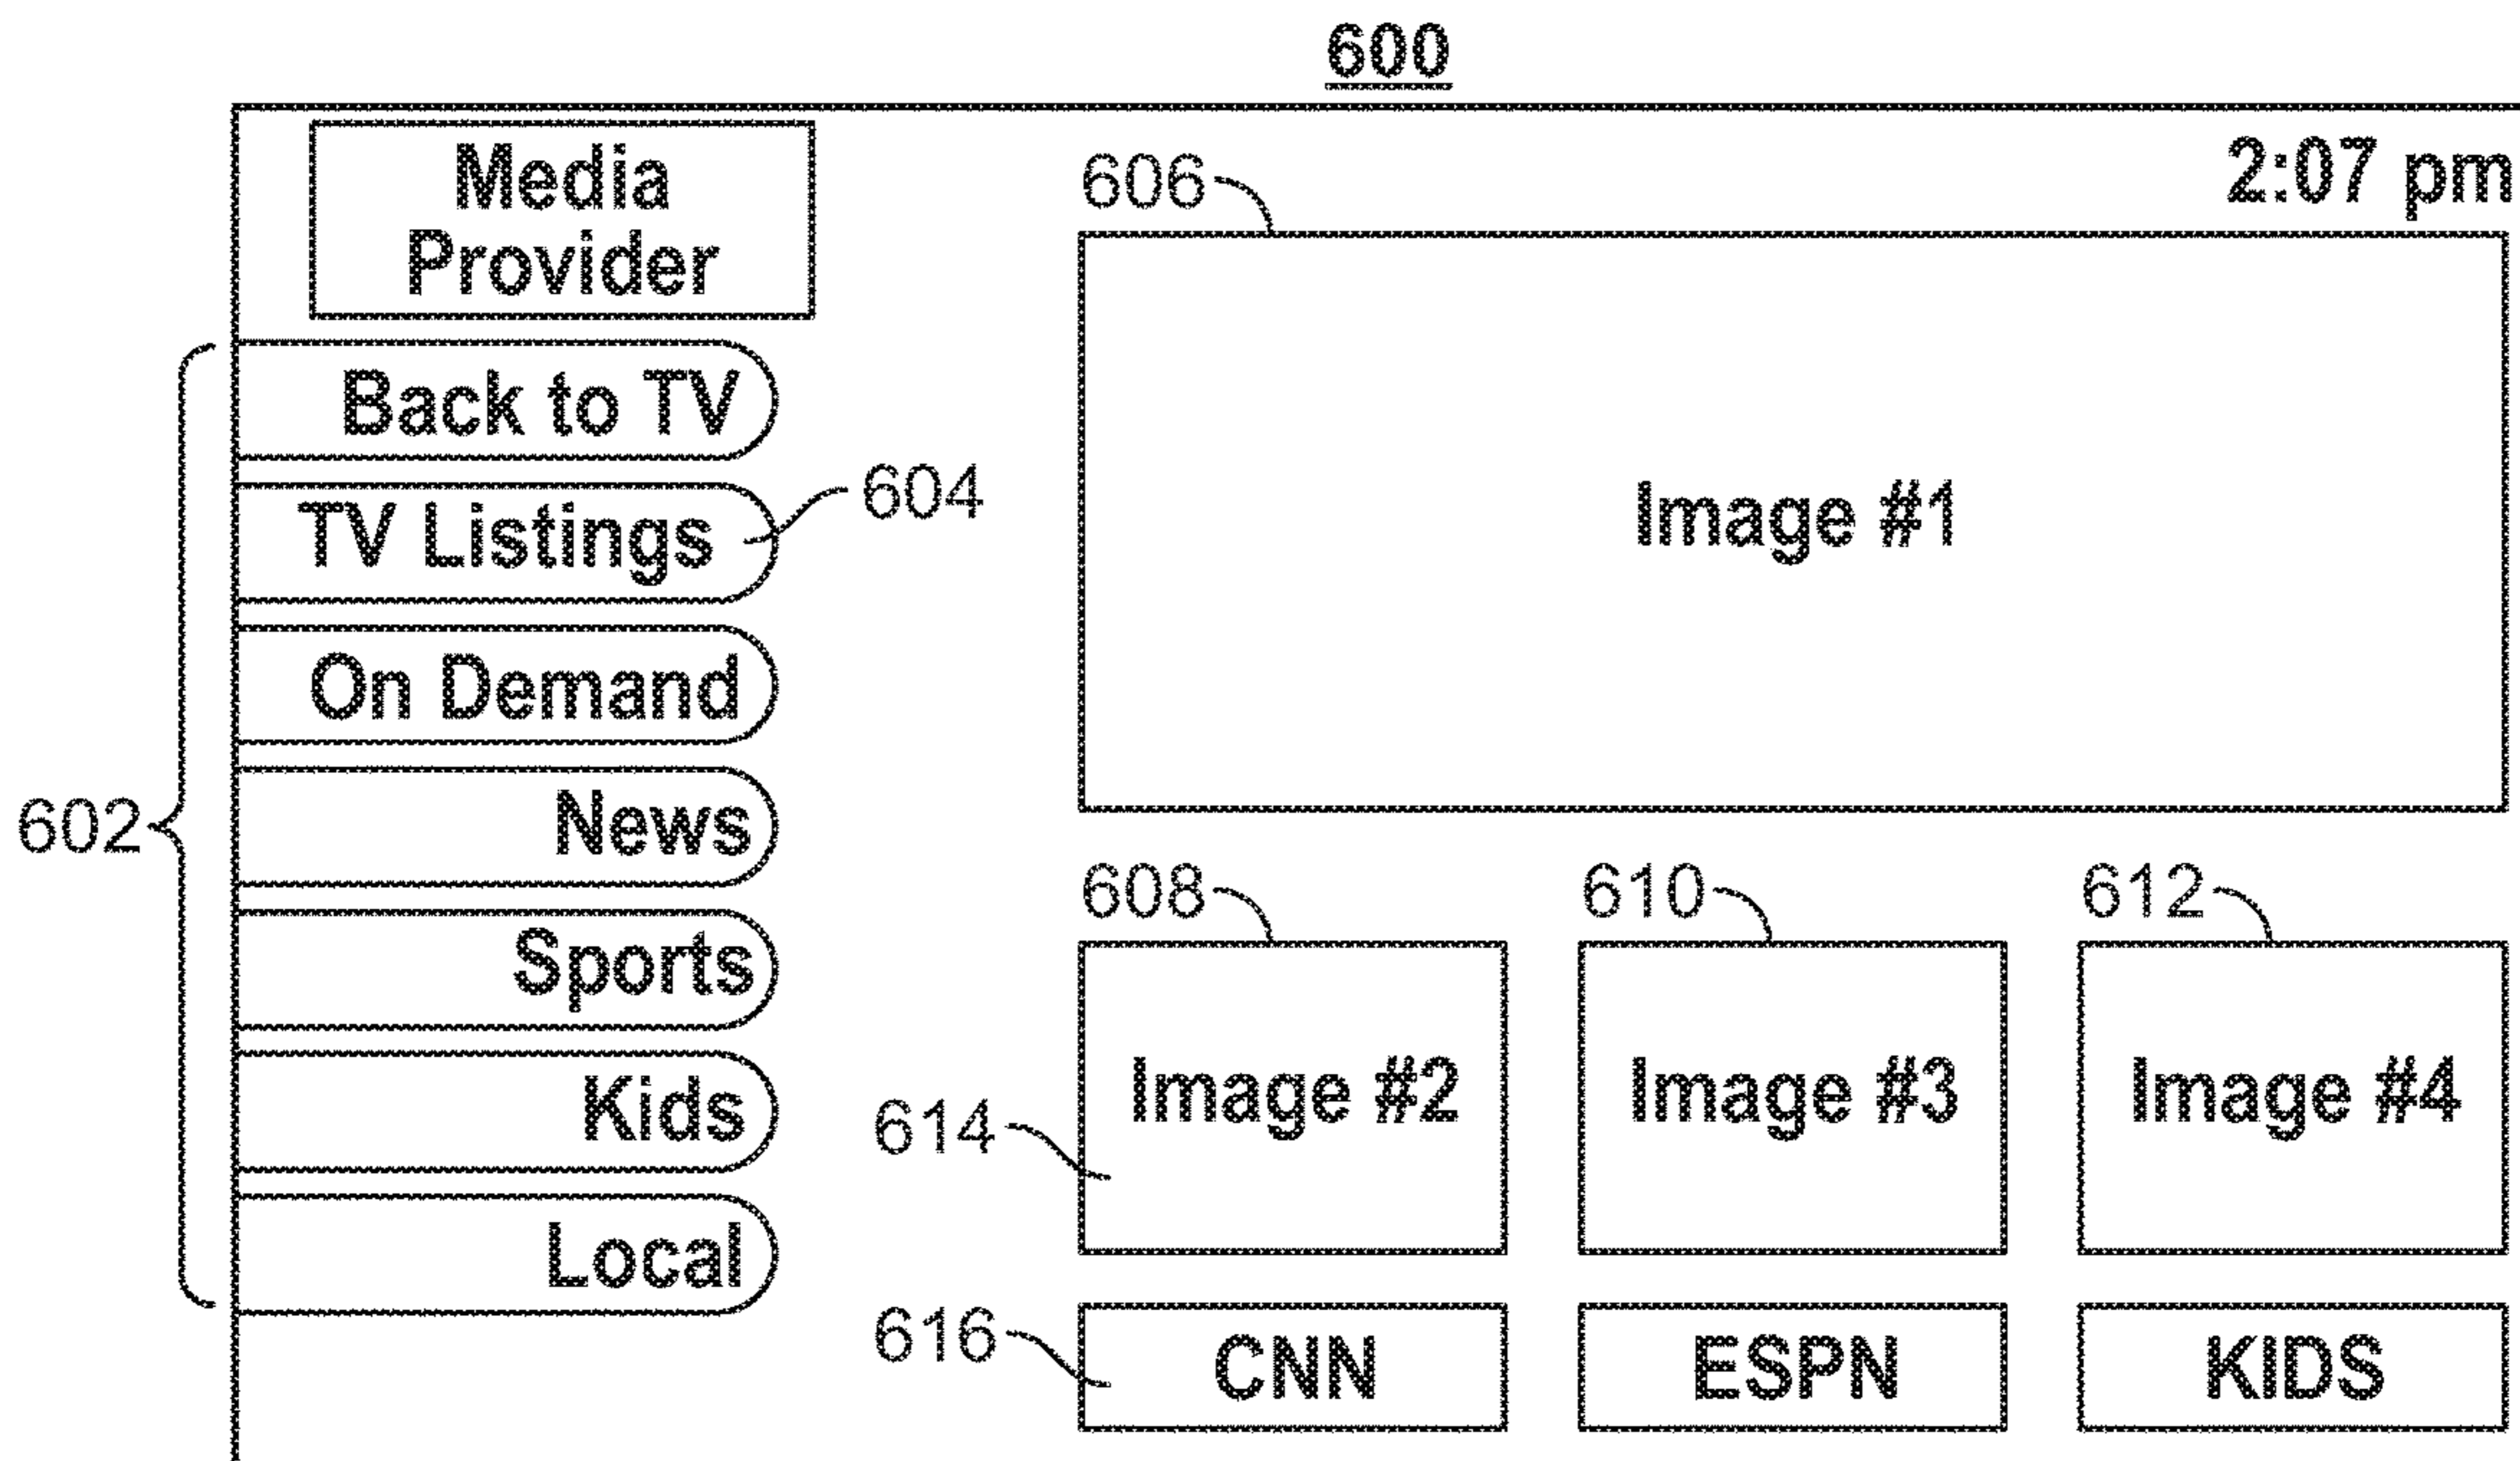 600
Media
Provider
2:07 pm
606
Back to TV
TV Listings
604
Image #1
On Demand
News
602
608
610
612
Sports
Kids
Image #2
Image #3
Image #4
614
Local
616
CNN
ESPN
KIDS